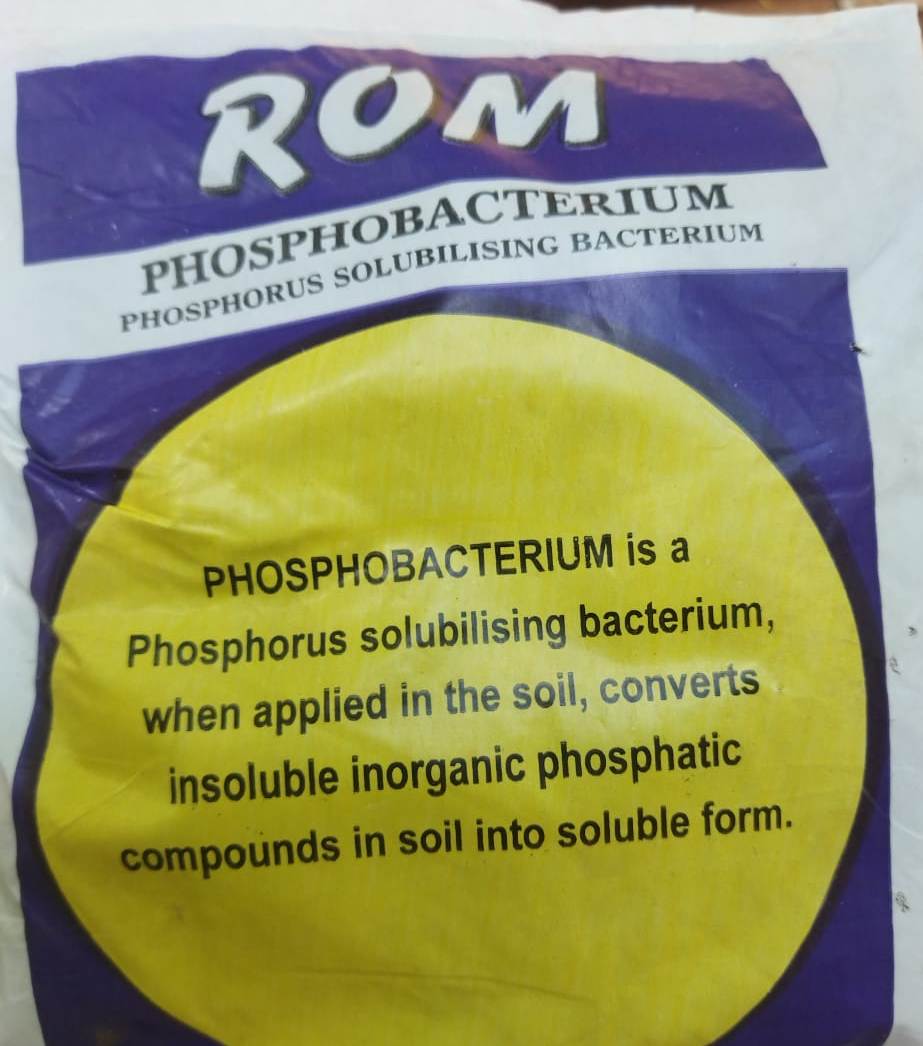 ROM
PHOSPHOBACTERIUM
PHOSPHORUS SOLUBILISING BACTERIUM
PHOSPHOBACTERIUM is a
Phosphorus solubilising bacterium,
when applied in the soil, converts
insoluble inorganic phosphatic
compounds in soil into soluble form.